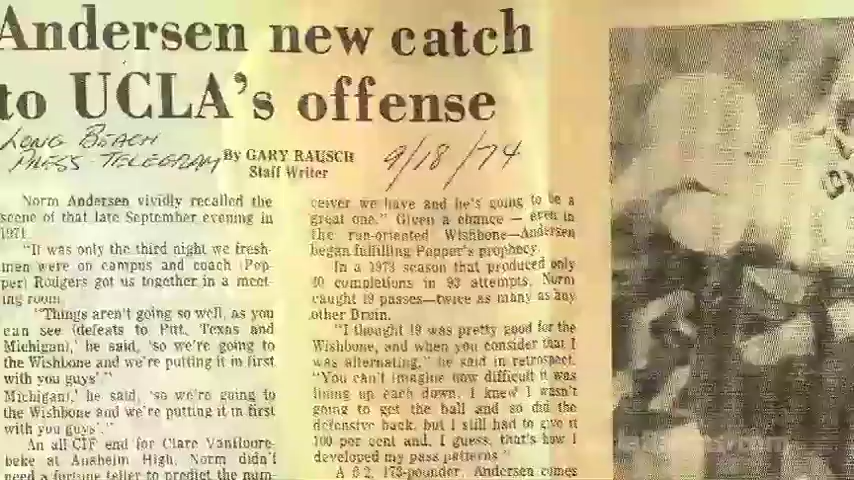 Andersen new catch
to UCLA's offense
LONG BEACH
PRESS-TELEGRAM
By GARY RAUSCH
Staff Writer
9/18/74
Norm Andersen vividly recalled the
scene of that late September evening in
1971.
"It was only the third night we fresh-
men were on campus and coach (Pep-
per) Rodgers got us together in a meet-
ing room.
"Things aren't going so well, as you
can see (defeats to Pitt, Texas and
Michigan),' he said, 'so we're going to
the Wishbone and we're putting it in first
with you guys'."
Michigan),' he said, 'so we're going to
the Wishbone and we're putting it in first
with you guys'."
An all CIF end for Clare VanHoore-
beke at Anaheim High, Norm didn't
need a fortune teller to predict the num-
ceiver we have and he's going to be a
great one." Given a chance — even in
the run-oriented Wishbone—Andersen
began fulfilling Pepper's prophecy.
In a 1973 season that produced only
40 completions in 93 attempts, Norm
caught 19 passes—twice as many as any
other Bruin.
"I thought 19 was pretty good for the
Wishbone, and when you consider that I
was alternating," he said in retrospect.
"You can't imagine how difficult it was
lining up each down. I knew I wasn't
going to get the ball and so did the
defensive back, but I still had to give it
100 per cent and, I guess, that's how I
developed my pass patterns."
A 6-2, 173-pounder, Andersen comes